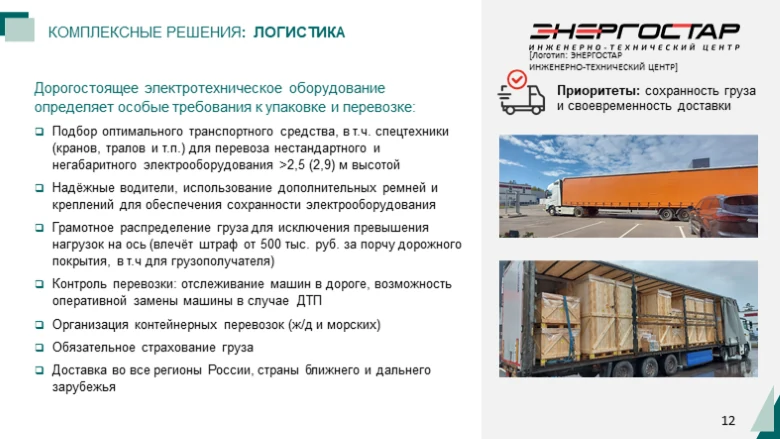 КОМПЛЕКСНЫЕ РЕШЕНИЯ: ЛОГИСТИКА
Дорогостоящее электротехническое оборудование
определяет особые требования к упаковке и перевозке:
Подбор оптимального транспортного средства, в т.ч. спецтехники
(кранов, тралов и т.п.) для перевоза нестандартного и
негабаритного электрооборудования >2,5 (2,9) м высотой
Надёжные водители, использование дополнительных ремней и
креплений для обеспечения сохранности электрооборудования
Грамотное распределение груза для исключения превышения
нагрузок на ось (влечёт штраф от 500 тыс. руб. за порчу дорожного
покрытия, в т.ч для грузополучателя)
Контроль перевозки: отслеживание машин в дороге, возможность
оперативной замены машины в случае ДТП
Организация контейнерных перевозок (ж/д и морских)
Обязательное страхование груза
Доставка во все регионы России, страны ближнего и дальнего
зарубежья
ЭНЕРГОСТАР
ИНЖЕНЕРНО-ТЕХНИЧЕСКИЙ ЦЕНТР
[Логотип: ЭНЕРГОСТАР
ИНЖЕНЕРНО-ТЕХНИЧЕСКИЙ ЦЕНТР]
Приоритеты: сохранность груза
и своевременность доставки
12